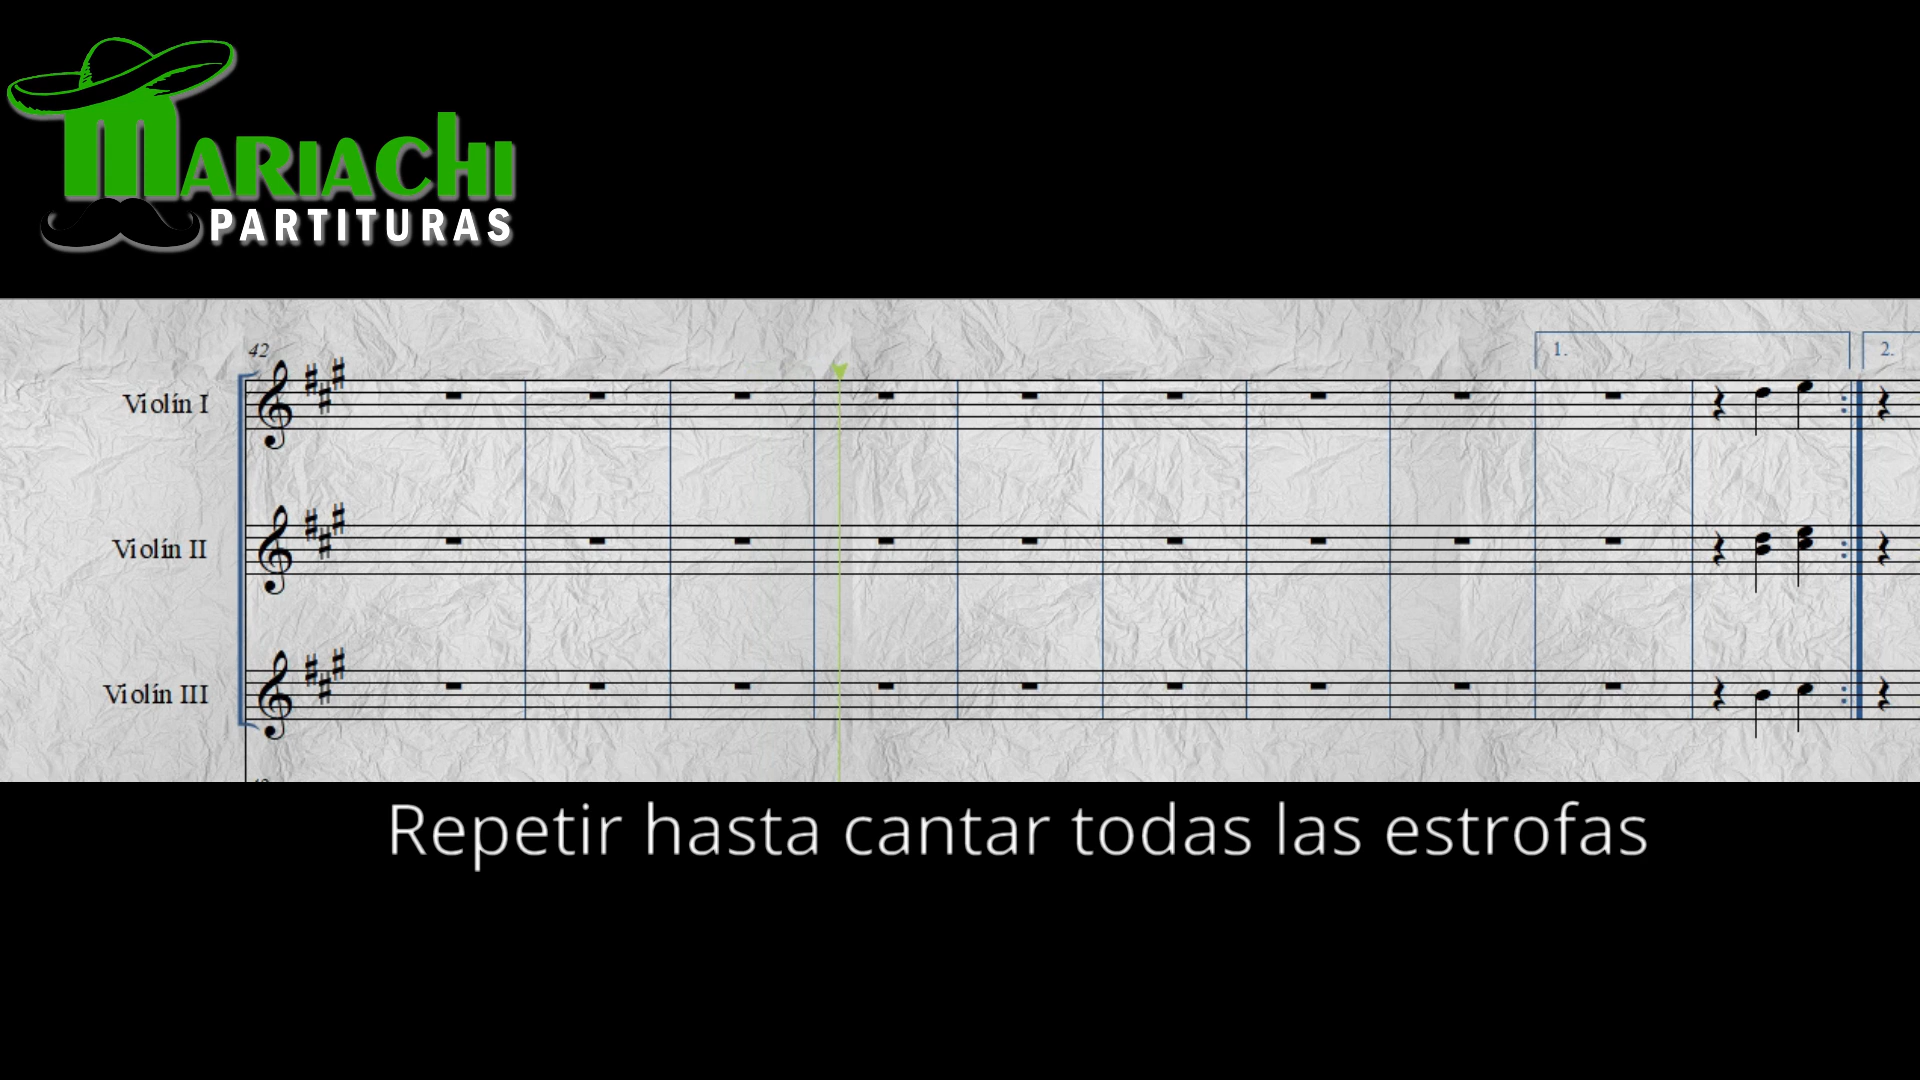 MARIACHI
PARTITURAS
42
1.
2.
Violín I
Violín II
Violín III
Repetir hasta cantar todas las estrofas